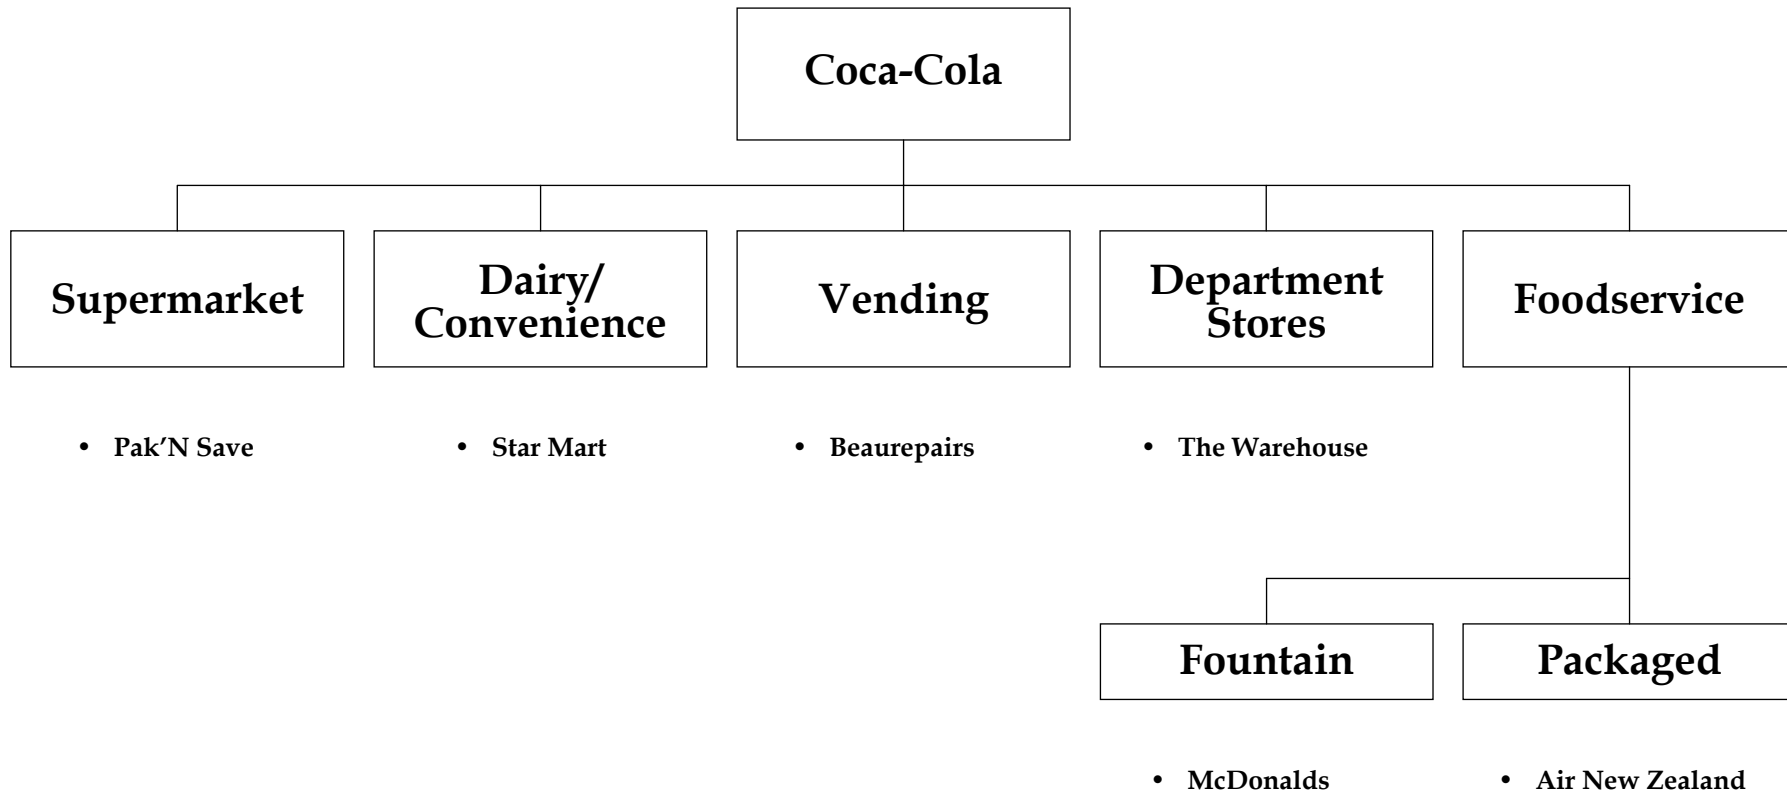 Coca-Cola
Supermarket
Dairy/
Convenience
Vending
Department
Stores
Foodservice
• Pak’N Save
• Star Mart
• Beaurepairs
• The Warehouse
Fountain
Packaged
• McDonalds
• Air New Zealand